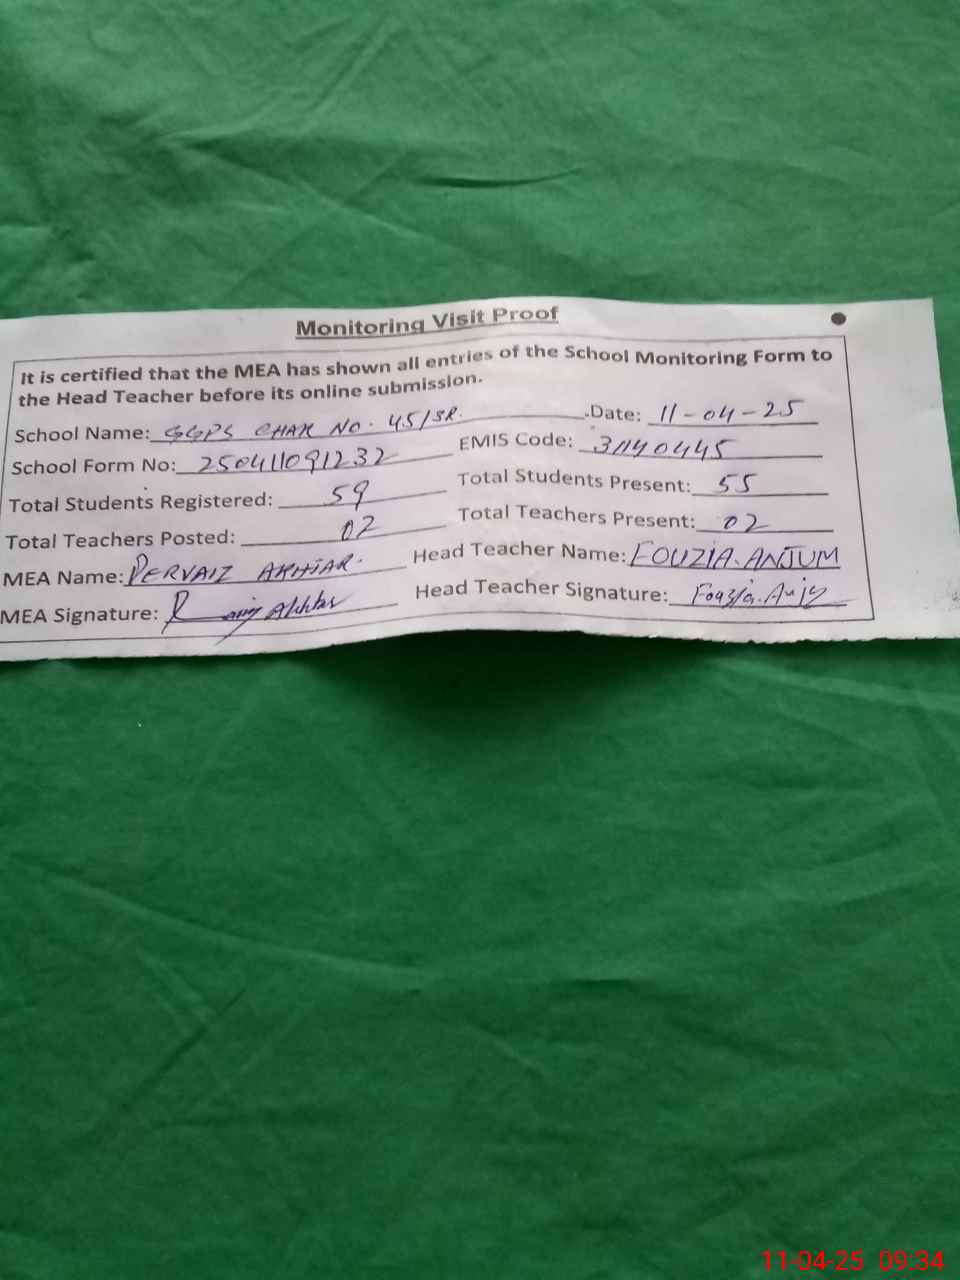 Monitoring Visit Proof
It is certified that the MEA has shown all entries of the School Monitoring Form to
the Head Teacher before its online submission.
School Name: GGPS CHAK NO. 45/SR. Date: 11-04-25
School Form No: 250411091232 EMIS Code: 31140445
Total Students Registered: 59 Total Students Present: 55
Total Teachers Posted: 02 Total Teachers Present: 02
MEA Name: PERVAIZ AKHTAR. Head Teacher Name: FOUZIA. ANJUM
MEA Signature: Akhtar Head Teacher Signature: Fouzia.
11-04-25 09:34